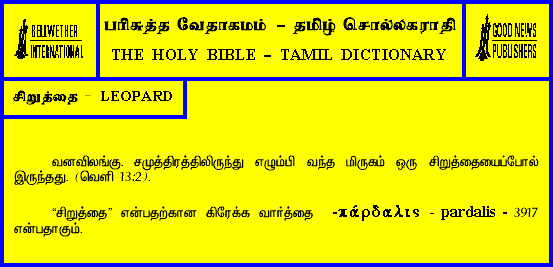 BELLWETHER
INTERNATIONAL
பரிசுத்த வேதாகமம் – தமிழ் சொல்லகராதி
THE HOLY BIBLE – TAMIL DICTIONARY
GOOD NEWS
PUBLISHERS
சிறுத்தை – LEOPARD
வனவிலங்கு. சமுத்திரத்திலிருந்து எழும்பி வந்த மிருகம் ஒரு சிறுத்தையைப்போல்
இருந்தது. (வெளி 13:2).
“சிறுத்தை” என்பதற்கான கிரேக்க வார்த்தை -πάρδαλις - pardalis - 3917
என்பதாகும்.